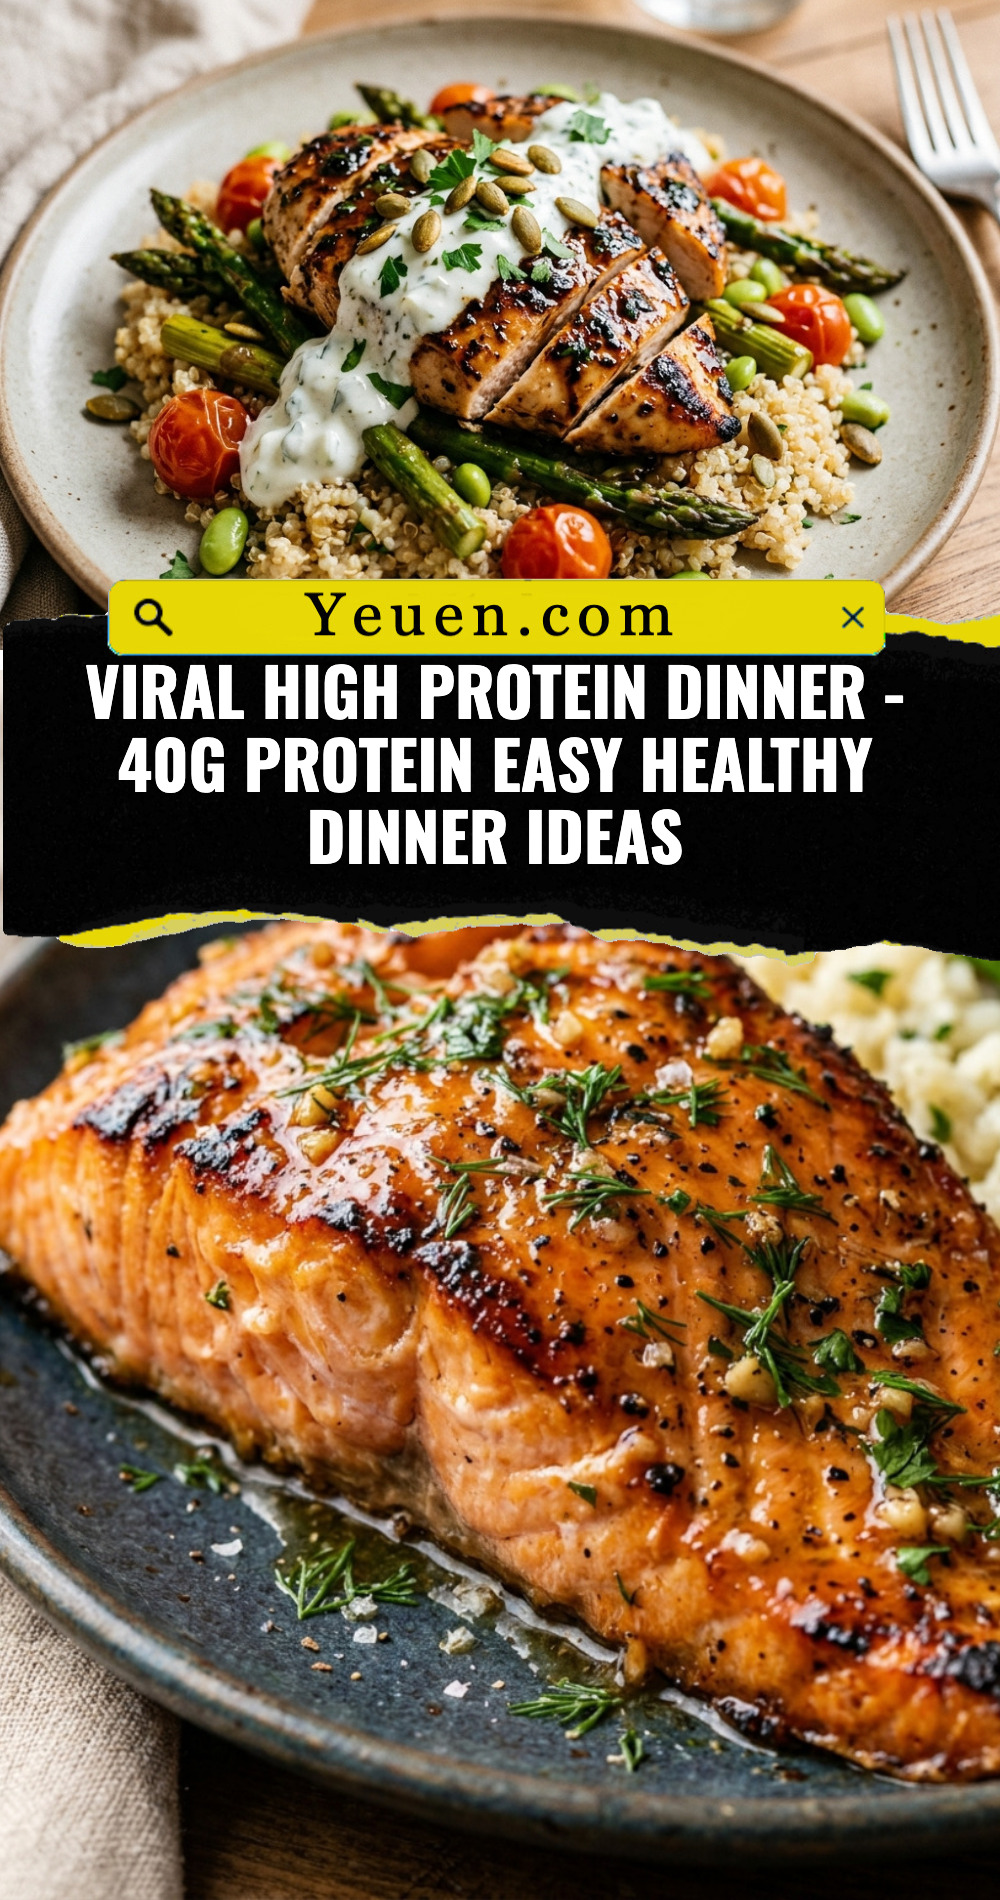 Yeuen.com
VIRAL HIGH PROTEIN DINNER -
40G PROTEIN EASY HEALTHY
DINNER IDEAS